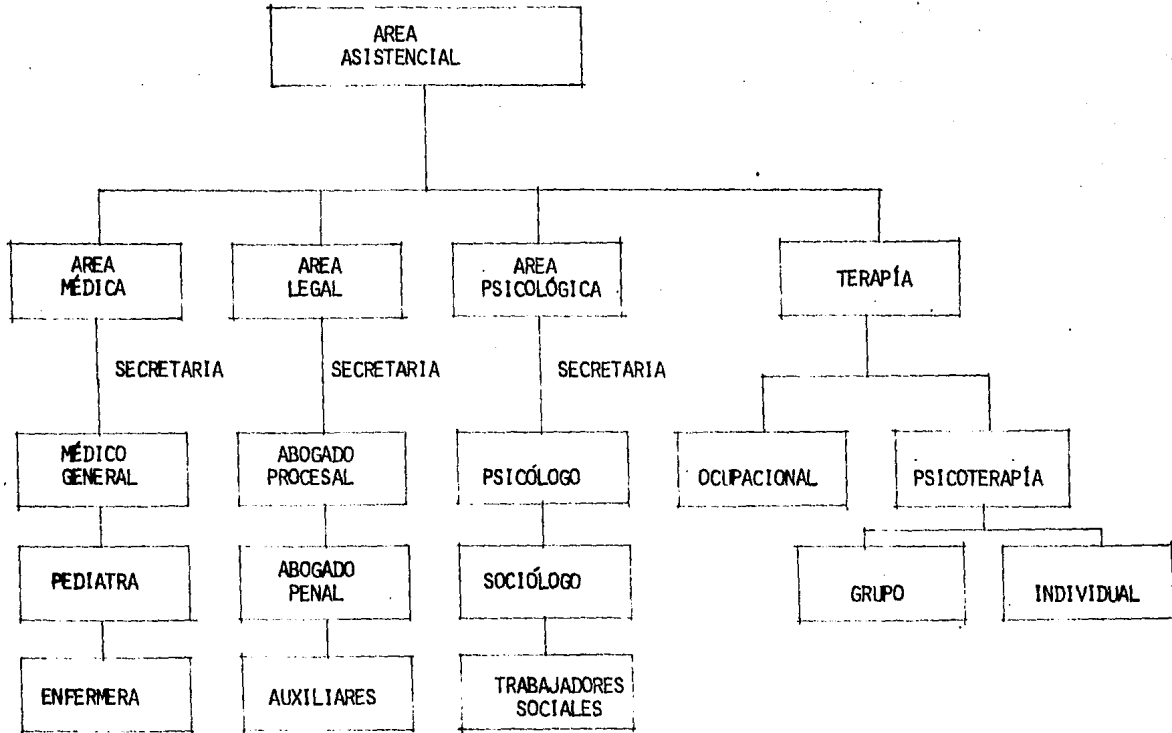 AREA
ASISTENCIAL
AREA
MÉDICA
AREA
LEGAL
AREA
PSICOLÓGICA
TERAPÍA
SECRETARIA
SECRETARIA
SECRETARIA
MÉDICO
GENERAL
ABOGADO
PROCESAL
PSICÓLOGO
OCUPACIONAL
PSICOTERAPÍA
PEDIATRA
ABOGADO
PENAL
SOCIÓLOGO
GRUPO
INDIVIDUAL
ENFERMERA
AUXILIARES
TRABAJADORES
SOCIALES